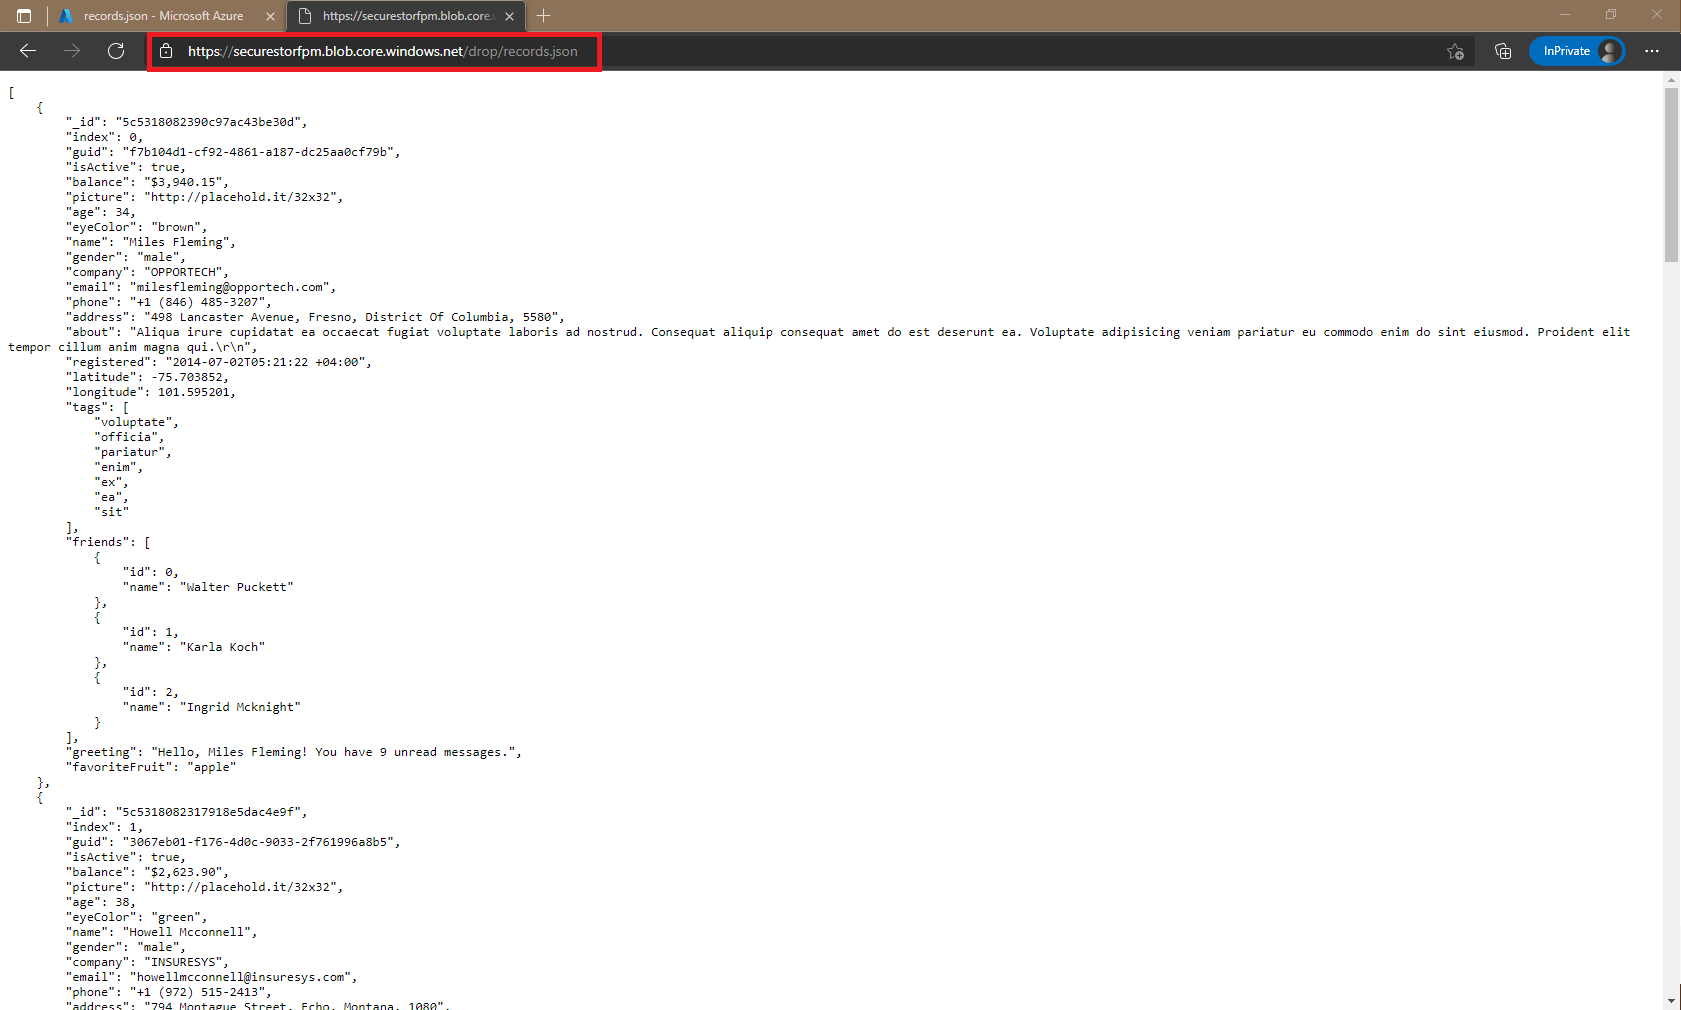 records.json - Microsoft Azure
https://securestorfpm.blob.core.
https://securestorfpm.blob.core.windows.net/drop/records.json
InPrivate
[
{
"_id": "5c5318082390c97ac43be30d",
"index": 0,
"guid": "f7b104d1-cf92-4861-a187-dc25aa0cf79b",
"isActive": true,
"balance": "$3,940.15",
"picture": "http://placehold.it/32x32",
"age": 34,
"eyeColor": "brown",
"name": "Miles Fleming",
"gender": "male",
"company": "OPPORTECH",
"email": "milesfleming@opportech.com",
"phone": "+1 (846) 485-3207",
"address": "498 Lancaster Avenue, Fresno, District Of Columbia, 5580",
"about": "Aliqua irure cupidatat ea occaecat fugiat voluptate laboris ad nostrud. Consequat aliquip consequat amet do est deserunt ea. Voluptate adipisicing veniam pariatur eu commodo enim do sint eiusmod. Proident elit
tempor cillum anim magna qui.\r\n",
"registered": "2014-07-02T05:21:22 +04:00",
"latitude": -75.703852,
"longitude": 101.595201,
"tags": [
"voluptate",
"officia",
"pariatur",
"enim",
"ex",
"ea",
"sit"
],
"friends": [
{
"id": 0,
"name": "Walter Puckett"
},
{
"id": 1,
"name": "Karla Koch"
},
{
"id": 2,
"name": "Ingrid Mcknight"
}
],
"greeting": "Hello, Miles Fleming! You have 9 unread messages.",
"favoriteFruit": "apple"
},
{
"_id": "5c5318082317918e5dac4e9f",
"index": 1,
"guid": "3067eb01-f176-4d0c-9033-2f761996a8b5",
"isActive": true,
"balance": "$2,623.90",
"picture": "http://placehold.it/32x32",
"age": 38,
"eyeColor": "green",
"name": "Howell Mcconnell",
"gender": "male",
"company": "INSURESYS",
"email": "howellmcconnell@insuresys.com",
"phone": "+1 (972) 515-2413",
"address": "794 Montague Street, Echo, Montana, 1080",